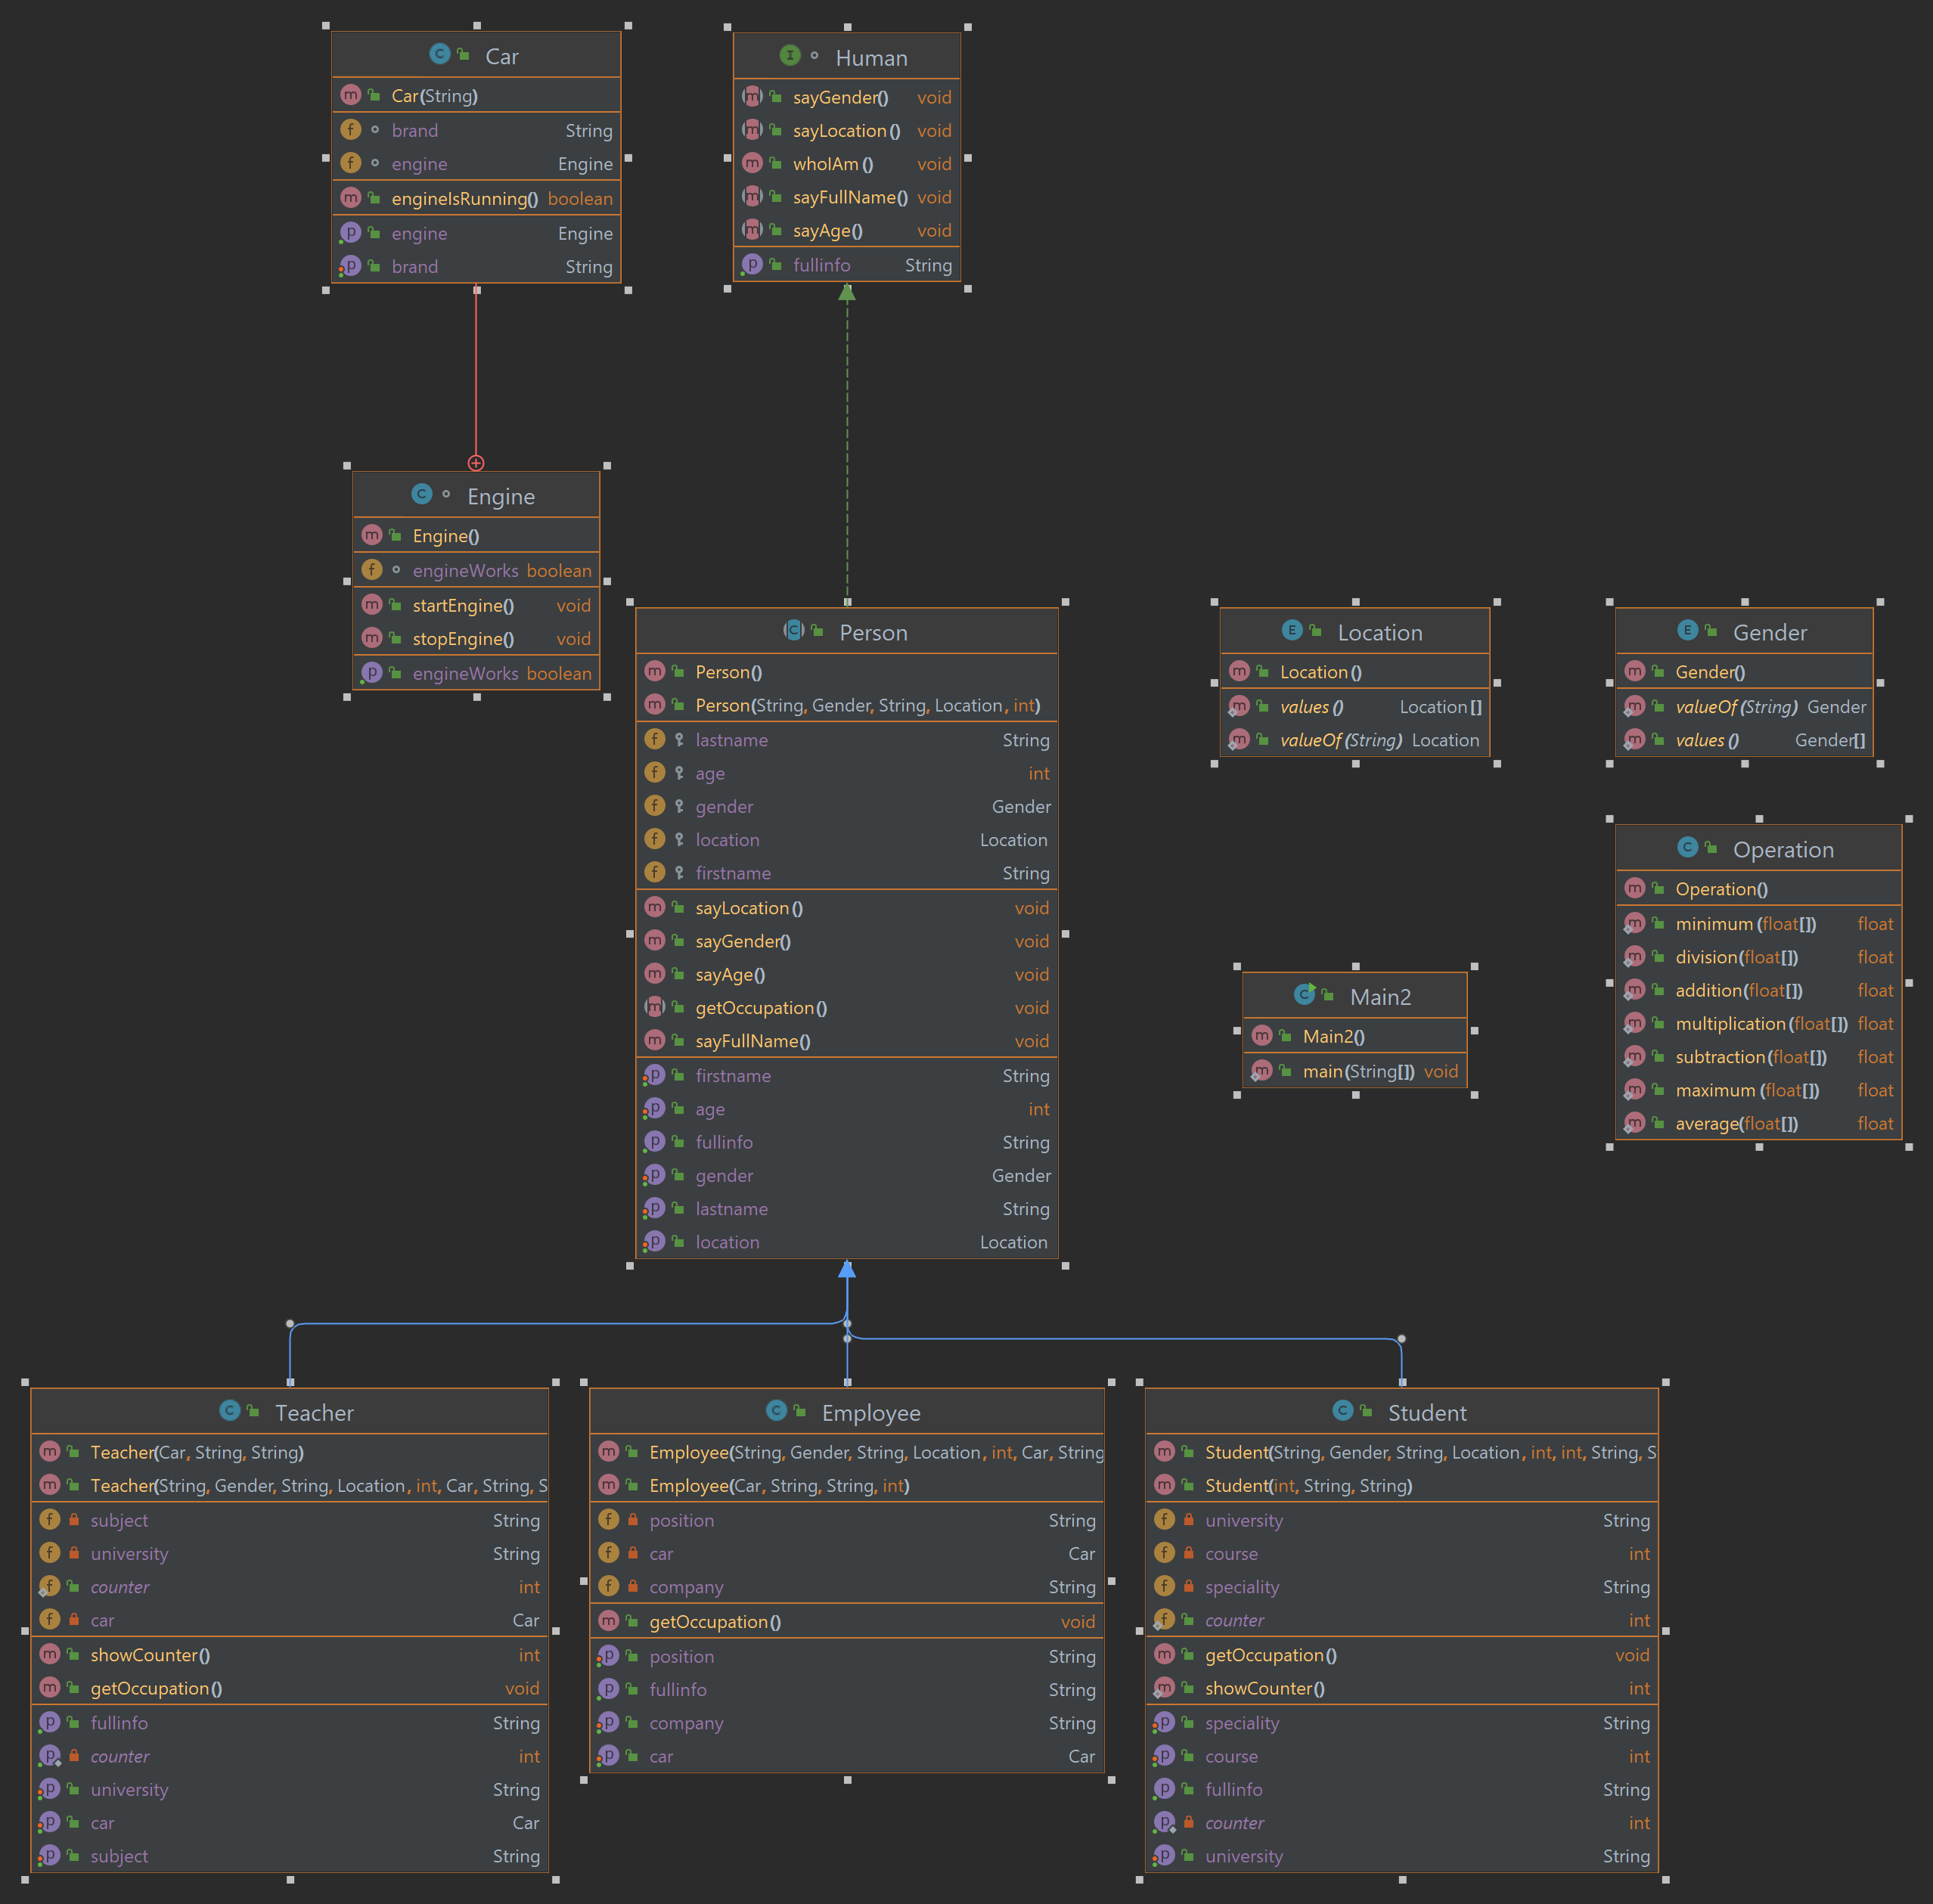 Car
Car(String)
brand String
engine Engine
engineIsRunning() boolean
engine Engine
brand String
Human
sayGender() void
sayLocation() void
whoIAm() void
sayFullName() void
sayAge() void
fullinfo String
Engine
Engine()
engineWorks boolean
startEngine() void
stopEngine() void
engineWorks boolean
Person
Person()
Person(String, Gender, String, Location, int)
lastname String
age int
gender Gender
location Location
firstname String
sayLocation() void
sayGender() void
sayAge() void
getOccupation() void
sayFullName() void
firstname String
age int
fullinfo String
gender Gender
lastname String
location Location
Location
Location()
values() Location[]
valueOf(String) Location
Gender
Gender()
valueOf(String) Gender
values() Gender[]
Operation
Operation()
minimum(float[]) float
division(float[]) float
addition(float[]) float
multiplication(float[]) float
subtraction(float[]) float
maximum(float[]) float
average(float[]) float
Main2
Main2()
main(String[]) void
Teacher
Teacher(Car, String, String)
Teacher(String, Gender, String, Location, int, Car, String, S
subject String
university String
counter int
car Car
showCounter() int
getOccupation() void
fullinfo String
counter int
university String
car Car
subject String
Employee
Employee(String, Gender, String, Location, int, Car, String
Employee(Car, String, String, int)
position String
car Car
company String
getOccupation() void
position String
fullinfo String
company String
car Car
Student
Student(String, Gender, String, Location, int, int, String, S
Student(int, String, String)
university String
course int
speciality String
counter int
getOccupation() void
showCounter() int
speciality String
course int
fullinfo String
counter int
university String